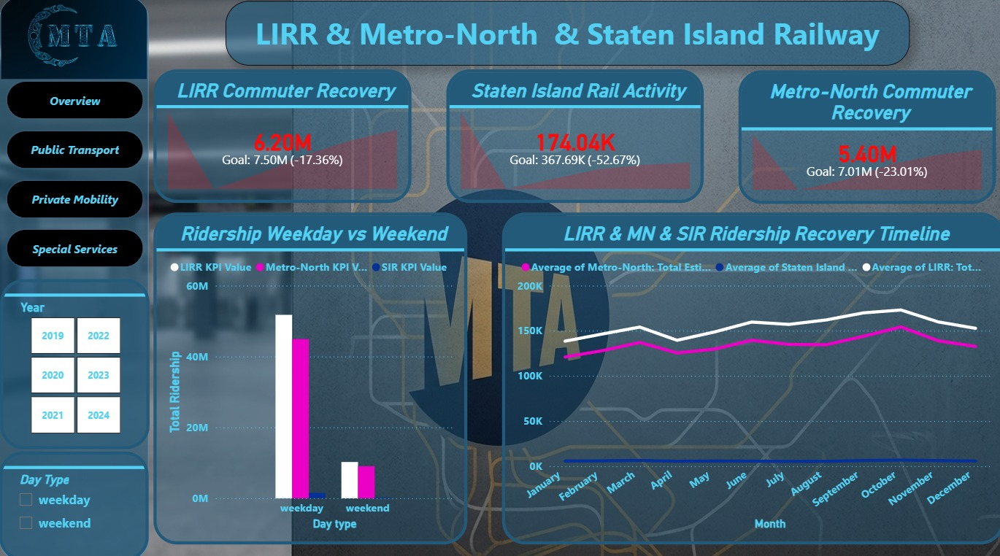 MTA
LIRR & Metro-North & Staten Island Railway
Overview
Public Transport
Private Mobility
Special Services
Year
2019
2022
2020
2023
2021
2024
Day Type
weekday
weekend
LIRR Commuter Recovery
6.20M
Goal: 7.50M (-17.36%)
Staten Island Rail Activity
174.04K
Goal: 367.69K (-52.67%)
Metro-North Commuter
Recovery
5.40M
Goal: 7.01M (-23.01%)
Ridership Weekday vs Weekend
LIRR KPI Value
Metro-North KPI V...
SIR KPI Value
Total Ridership
60M
40M
20M
0M
weekday
weekend
Day type
LIRR & MN & SIR Ridership Recovery Timeline
Average of Metro-North: Total Esti...
Average of Staten Island ...
Average of LIRR: Tot...
200K
150K
100K
50K
0K
January
February
March
April
May
June
July
August
September
October
November
December
Month
MTA